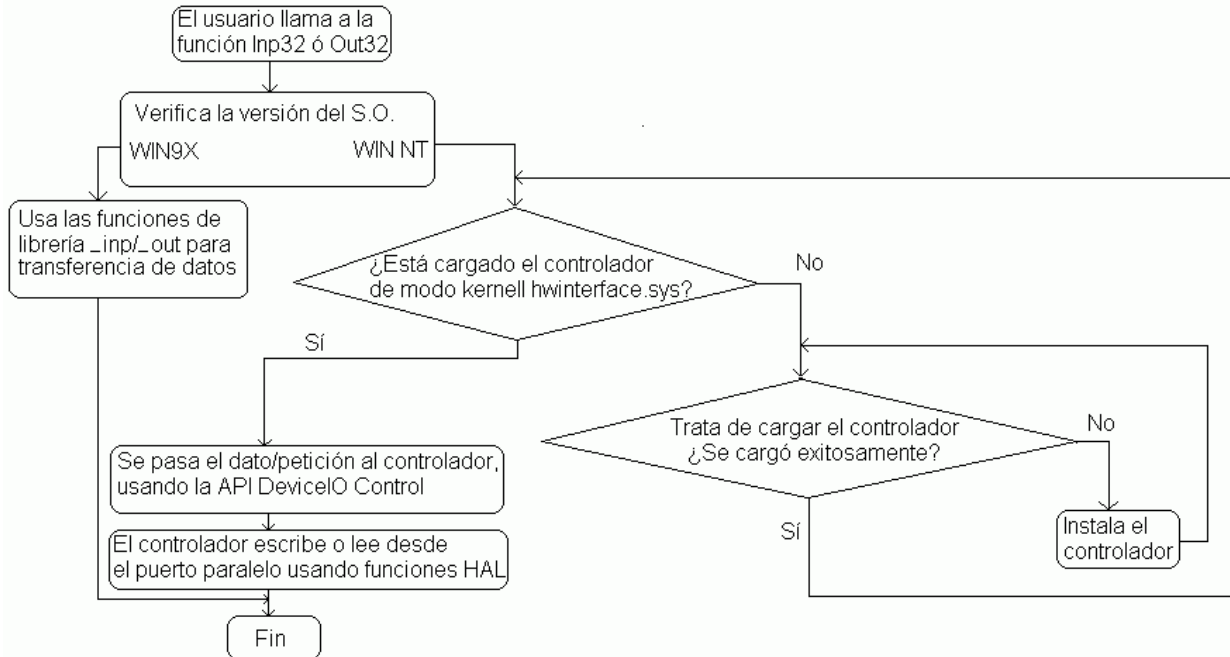 El usuario llama a la
función Inp32 ó Out32
Verifica la versión del S.O.
WIN9X
WIN NT
Usa las funciones de
librería _inp/_out para
transferencia de datos
¿Está cargado el controlador
de modo kernell hwinterface.sys?
No
Sí
Trata de cargar el controlador
¿Se cargó exitosamente?
No
Sí
Instala el
controlador
Se pasa el dato/petición al controlador,
usando la API DeviceIO Control
El controlador escribe o lee desde
el puerto paralelo usando funciones HAL
Fin